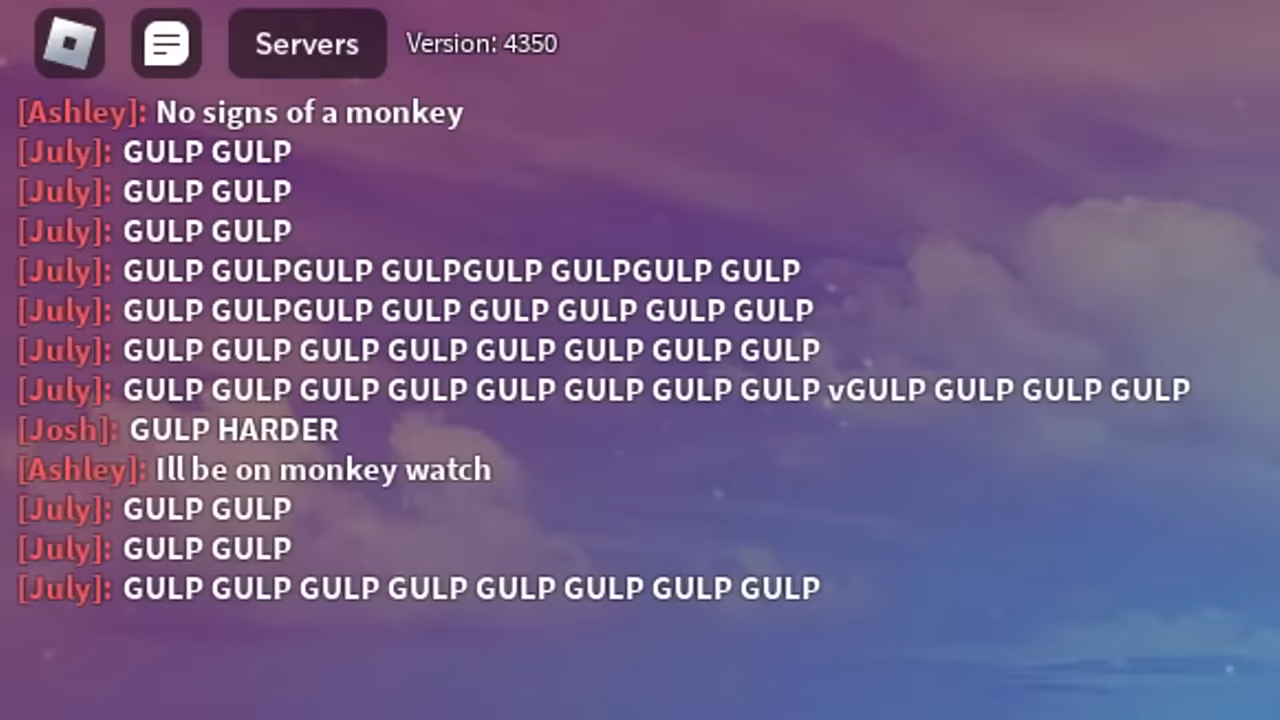 Servers Version: 4350
[Ashley]: No signs of a monkey
[July]: GULP GULP
[July]: GULP GULP
[July]: GULP GULP
[July]: GULP GULPGULP GULPGULP GULPGULP GULP
[July]: GULP GULPGULP GULP GULP GULP GULP GULP
[July]: GULP GULP GULP GULP GULP GULP GULP GULP
[July]: GULP GULP GULP GULP GULP GULP GULP GULP vGULP GULP GULP GULP
[Josh]: GULP HARDER
[Ashley]: Ill be on monkey watch
[July]: GULP GULP
[July]: GULP GULP
[July]: GULP GULP GULP GULP GULP GULP GULP GULP